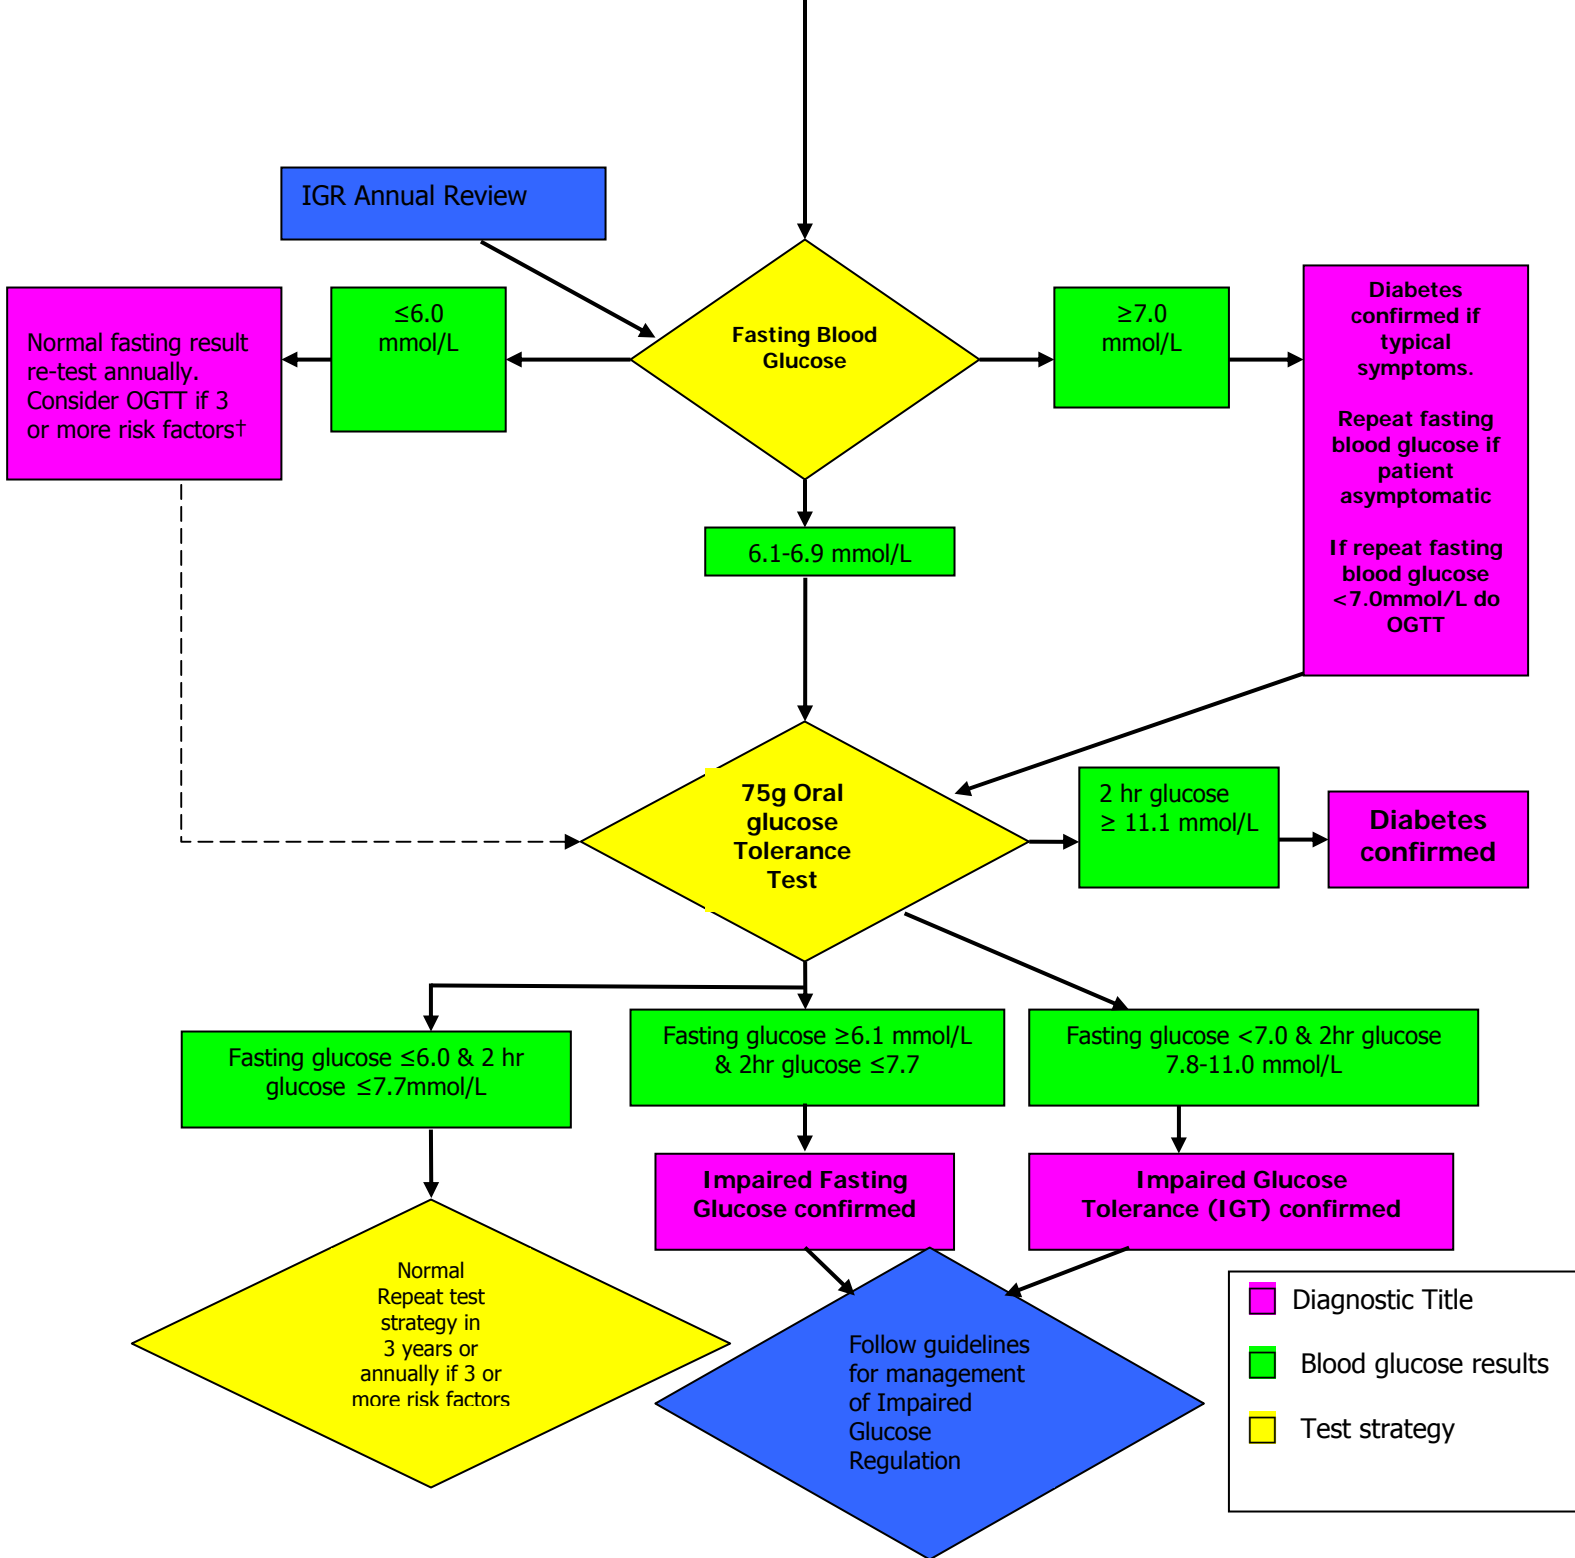 IGR Annual Review
Normal fasting result
re-test annually.
Consider OGTT if 3
or more risk factors†
≤6.0
mmol/L
Fasting Blood
Glucose
≥7.0
mmol/L
Diabetes
confirmed if
typical
symptoms.
Repeat fasting
blood glucose if
patient
asymptomatic
If repeat fasting
blood glucose
<7.0mmol/L do
OGTT
6.1-6.9 mmol/L
75g Oral
glucose
Tolerance
Test
2 hr glucose
≥ 11.1 mmol/L
Diabetes
confirmed
Fasting glucose ≤6.0 & 2 hr
glucose ≤7.7mmol/L
Fasting glucose ≥6.1 mmol/L
& 2hr glucose ≤7.7
Fasting glucose <7.0 & 2hr glucose
7.8-11.0 mmol/L
Impaired Fasting
Glucose confirmed
Impaired Glucose
Tolerance (IGT) confirmed
Normal
Repeat test
strategy in
3 years or
annually if 3 or
more risk factors
Follow guidelines
for management
of Impaired
Glucose
Regulation
Diagnostic Title
Blood glucose results
Test strategy